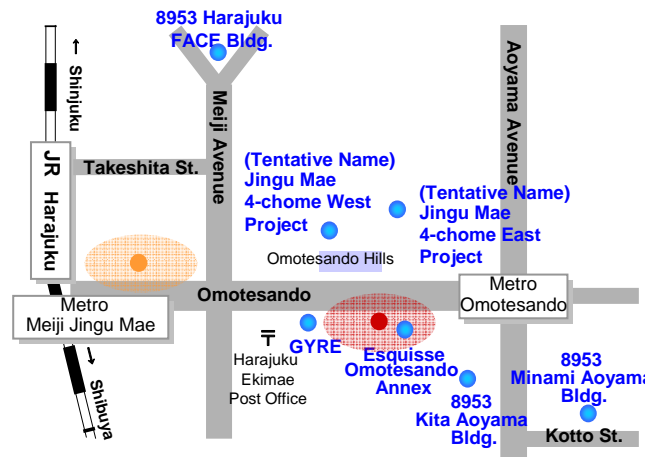 8953 Harajuku
FACE Bldg.
Shinjuku
Meiji Avenue
Aoyama Avenue
JR Harajuku
Takeshita St.
(Tentative Name)
Jingu Mae
4-chome West
Project
(Tentative Name)
Jingu Mae
4-chome East
Project
Omotesando Hills
Omotesando
Metro
Omotesando
Metro
Meiji Jingu Mae
〒
Harajuku
Ekimae
Post Office
GYRE
Esquisse
Omotesando
Annex
8953
Kita Aoyama
Bldg.
8953
Minami Aoyama
Bldg.
Kotto St.
Shibuya